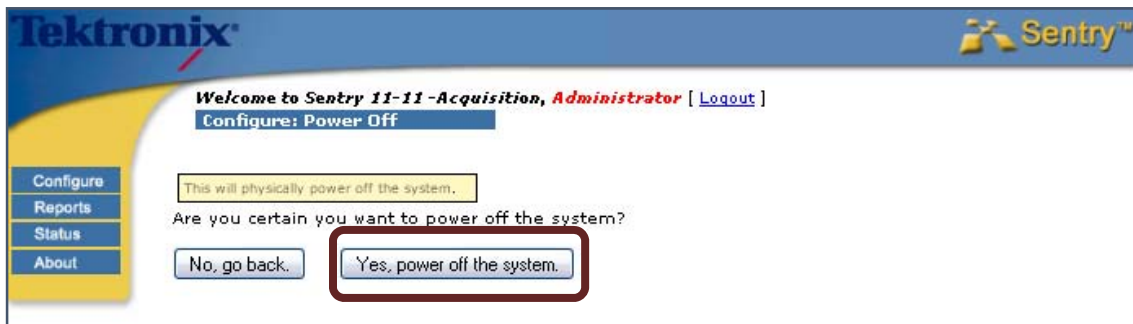 Tektronix®
Sentry™
Welcome to Sentry 11-11 -Acquisition, Administrator [ Logout ]
Configure: Power Off
Configure
Reports
Status
About
This will physically power off the system.
Are you certain you want to power off the system?
No, go back.
Yes, power off the system.